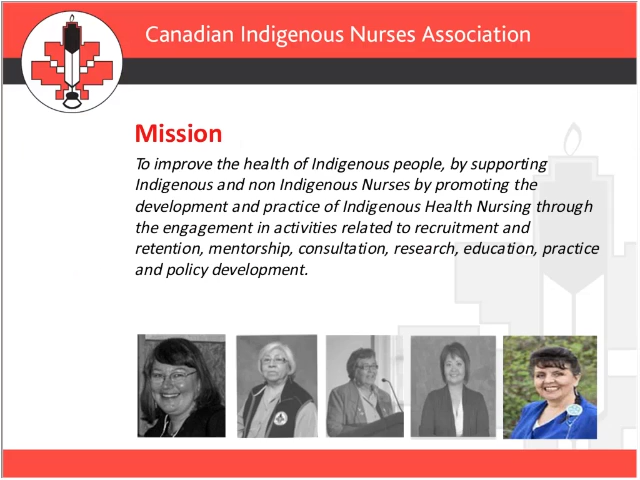 Canadian Indigenous Nurses Association
Mission
To improve the health of Indigenous people, by supporting
Indigenous and non Indigenous Nurses by promoting the
development and practice of Indigenous Health Nursing through
the engagement in activities related to recruitment and
retention, mentorship, consultation, research, education, practice
and policy development.